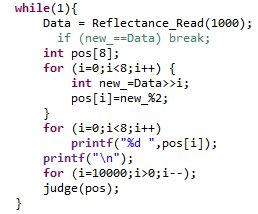 while(1){
Data = Reflectance_Read(1000);
if (new_==Data) break;
int pos[8];
for (i=0;i<8;i++) {
int new_=Data>>i;
pos[i]=new_%2;
}
for (i=0;i<8;i++)
printf("%d ",pos[i]);
printf("\n");
for (i=10000;i>0;i--);
judge(pos);
}